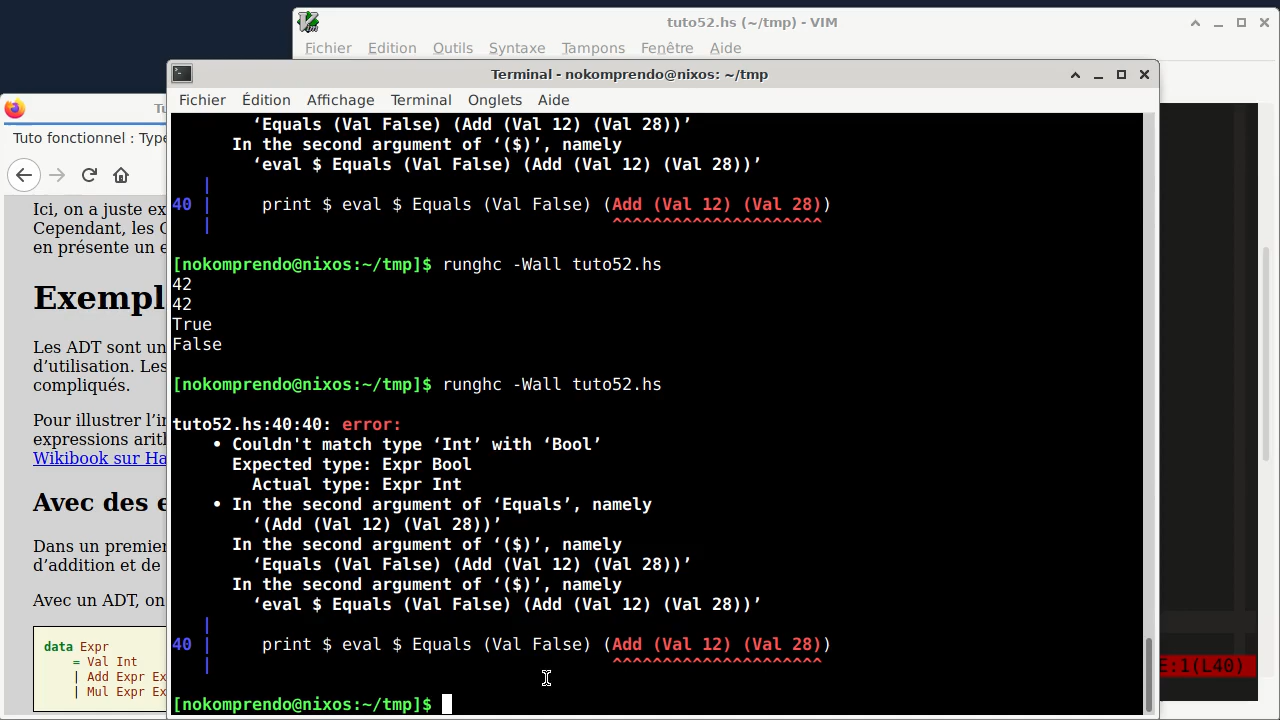 tuto52.hs (~/tmp) - VIM
Fichier Edition Outils Syntaxe Tampons Fenêtre Aide
Terminal - nokomprendo@nixos: ~/tmp
Fichier Édition Affichage Terminal Onglets Aide
‘Equals (Val False) (Add (Val 12) (Val 28))’
In the second argument of ‘($)’, namely
‘eval $ Equals (Val False) (Add (Val 12) (Val 28))’
|
40 | print $ eval $ Equals (Val False) (Add (Val 12) (Val 28))
| ^^^^^^^^^^^^^^^^^^^^^
[nokomprendo@nixos:~/tmp]$ runghc -Wall tuto52.hs
42
42
True
False
[nokomprendo@nixos:~/tmp]$ runghc -Wall tuto52.hs
tuto52.hs:40:40: error:
• Couldn't match type ‘Int’ with ‘Bool’
Expected type: Expr Bool
Actual type: Expr Int
• In the second argument of ‘Equals’, namely
‘(Add (Val 12) (Val 28))’
In the second argument of ‘($)’, namely
‘Equals (Val False) (Add (Val 12) (Val 28))’
In the second argument of ‘($)’, namely
‘eval $ Equals (Val False) (Add (Val 12) (Val 28))’
|
40 | print $ eval $ Equals (Val False) (Add (Val 12) (Val 28))
| ^^^^^^^^^^^^^^^^^^^^^
[nokomprendo@nixos:~/tmp]$
Tuto fonctionnel : Type
Ici, on a juste ex
Cependant, les
en présente un e
Exempl
Les ADT sont un
d’utilisation. Les
compliqués.
Pour illustrer l’i
expressions arit
Wikibook sur Ha
Avec des e
Dans un premier
d’addition et de
Avec un ADT, on
data Expr
= Val Int
| Add Expr Ex
| Mul Expr Ex
E:1(L40)